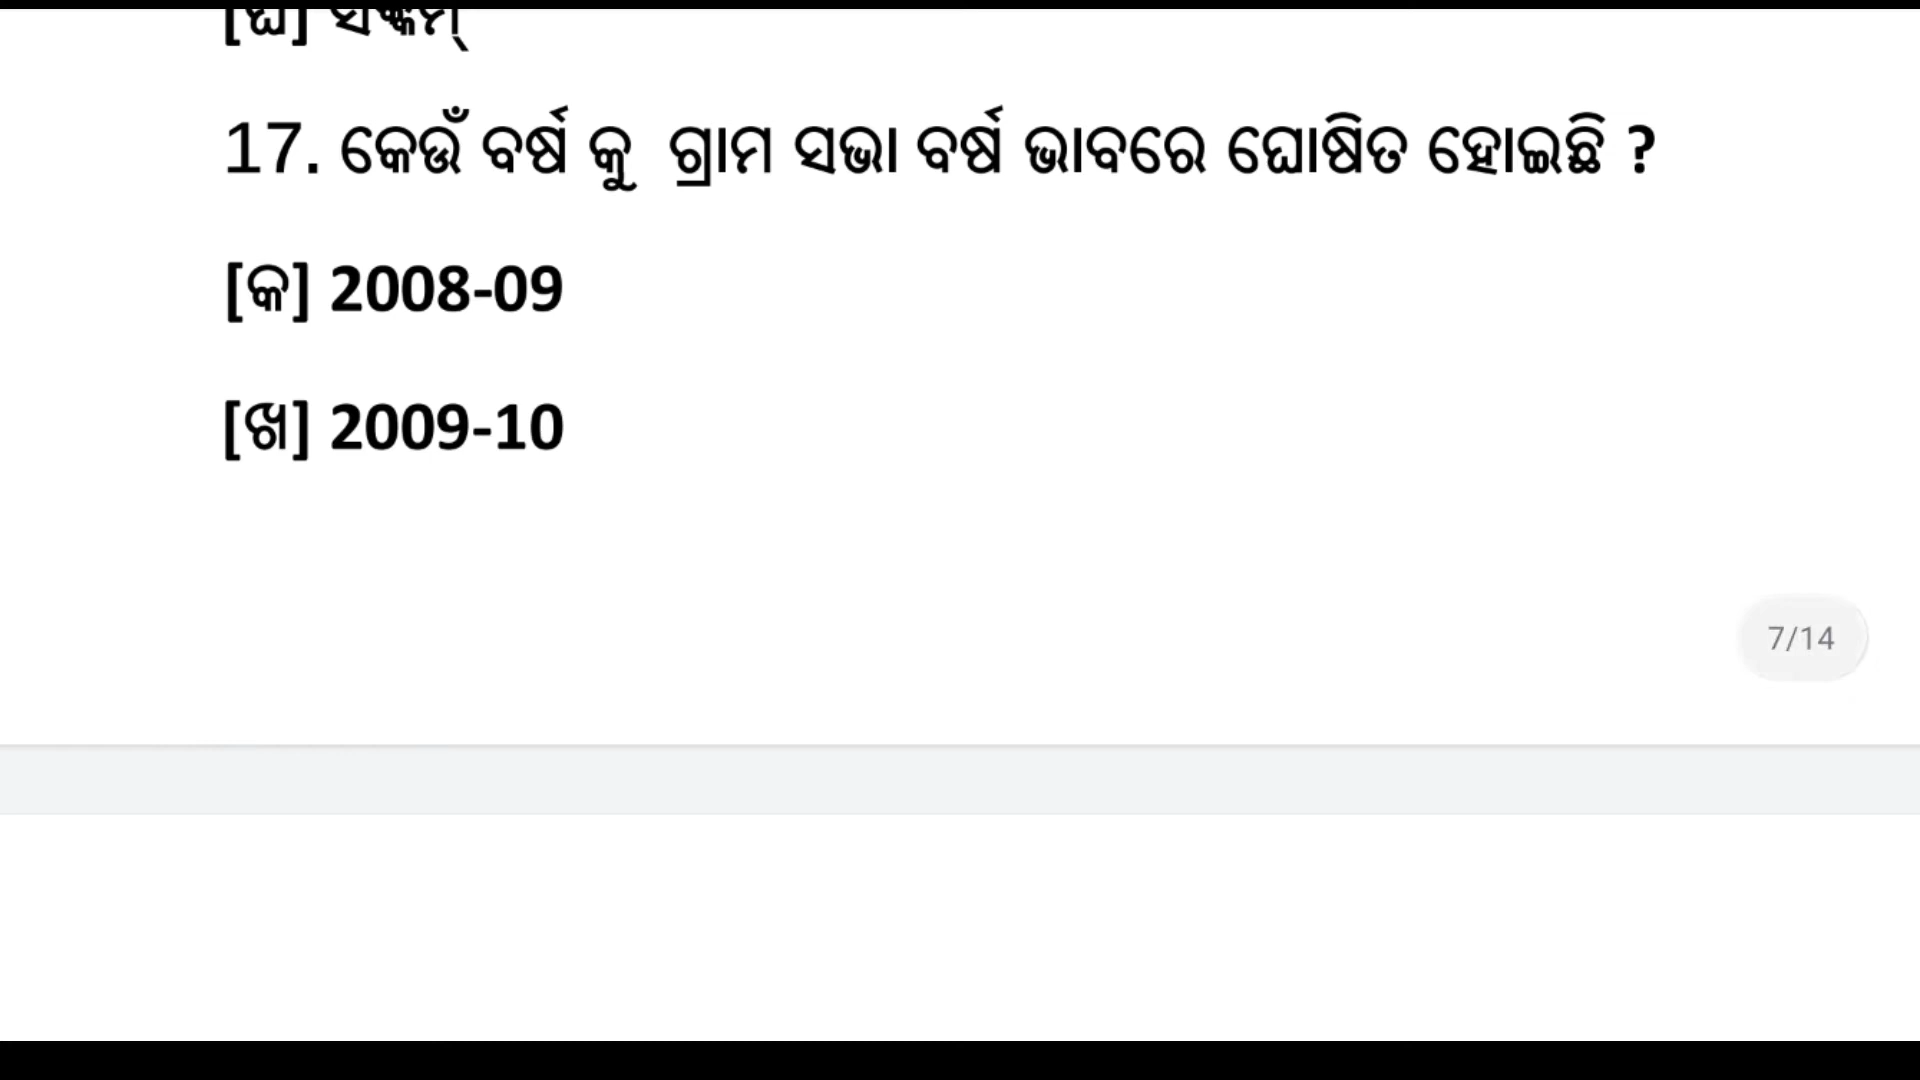 [ଘ]
17. କେଉଁ ବର୍ଷ କୁ ଗ୍ରାମ ସଭା ବର୍ଷ ଭାବରେ ଘୋଷିତ ହୋଇଛି ?
[କ] 2008-09
[ଖ] 2009-10
7/14